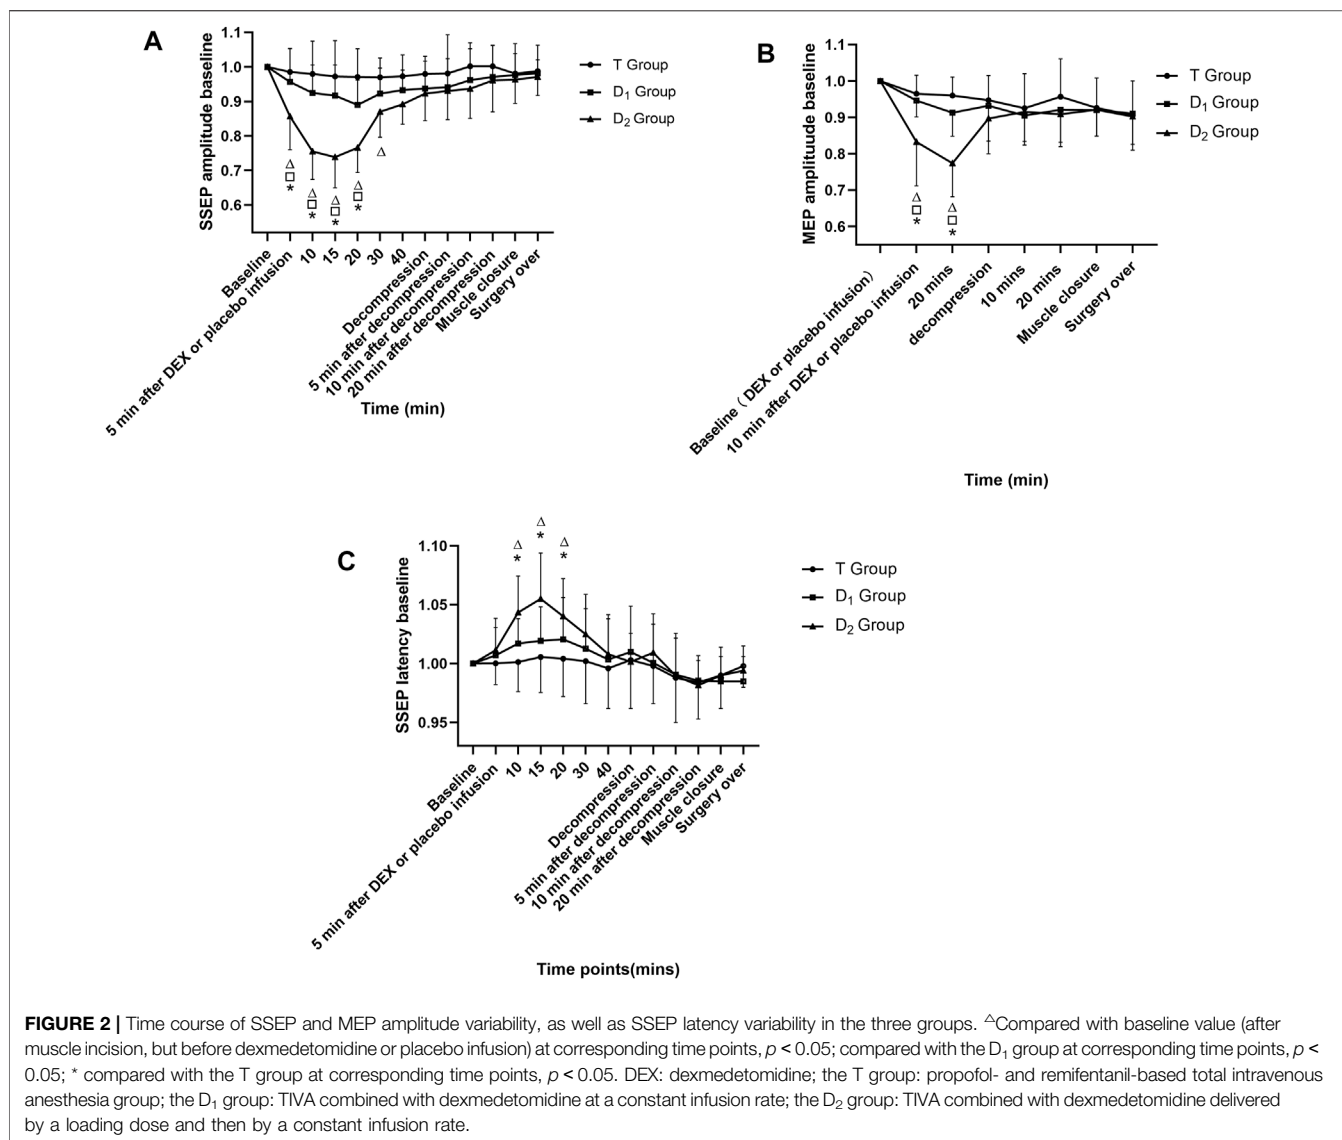 A
SSEP amplitude baseline
1.1
1.0
0.9
0.8
0.7
0.6
T Group
D₁ Group
D₂ Group
Δ
□
*
Δ
□
*
Δ
□
*
Δ
□
*
Δ
Baseline
5 min after DEX or placebo infusion
10
15
20
30
40
Decompression
5 min after decompression
10 min after decompression
20 min after decompression
Muscle closure
Surgery over
Time (min)
B
MEP amplituude baseline
1.1
1.0
0.9
0.8
0.7
0.6
T Group
D₁ Group
D₂ Group
Δ
□
*
Δ
□
*
Baseline（DEX or placebo infusion）
10 min after DEX or placebo infusion
20 mins
decompression
10 mins
20 mins
Muscle closure
Surgery over
Time (min)
C
SSEP latency baseline
1.10
1.05
1.00
0.95
Δ
*
Δ
*
Δ
*
T Group
D₁ Group
D₂ Group
Baseline
5 min after DEX or placebo infusion
10
15
20
30
40
Decompression
5 min after decompression
10 min after decompression
20 min after decompression
Muscle closure
Surgery over
Time points(mins)
FIGURE 2 | Time course of SSEP and MEP amplitude variability, as well as SSEP latency variability in the three groups. △Compared with baseline value (after
muscle incision, but before dexmedetomidine or placebo infusion) at corresponding time points, p < 0.05; compared with the D₁ group at corresponding time points, p <
0.05; * compared with the T group at corresponding time points, p < 0.05. DEX: dexmedetomidine; the T group: propofol- and remifentanil-based total intravenous
anesthesia group; the D₁ group: TIVA combined with dexmedetomidine at a constant infusion rate; the D₂ group: TIVA combined with dexmedetomidine delivered
by a loading dose and then by a constant infusion rate.